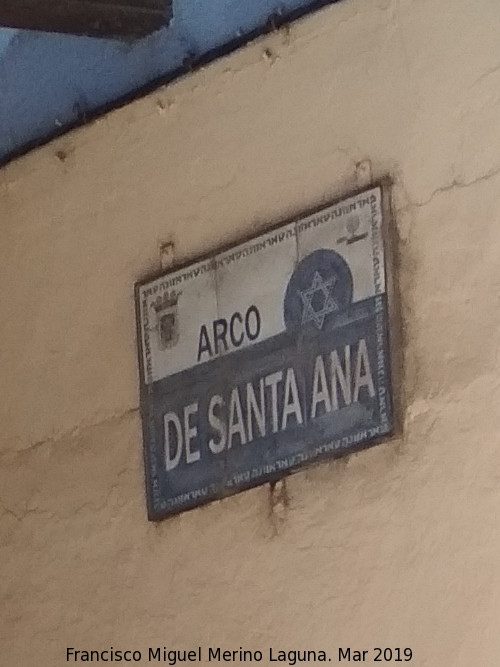 ARCO
DE SANTA ANA
Francisco Miguel Merino Laguna. Mar 2019